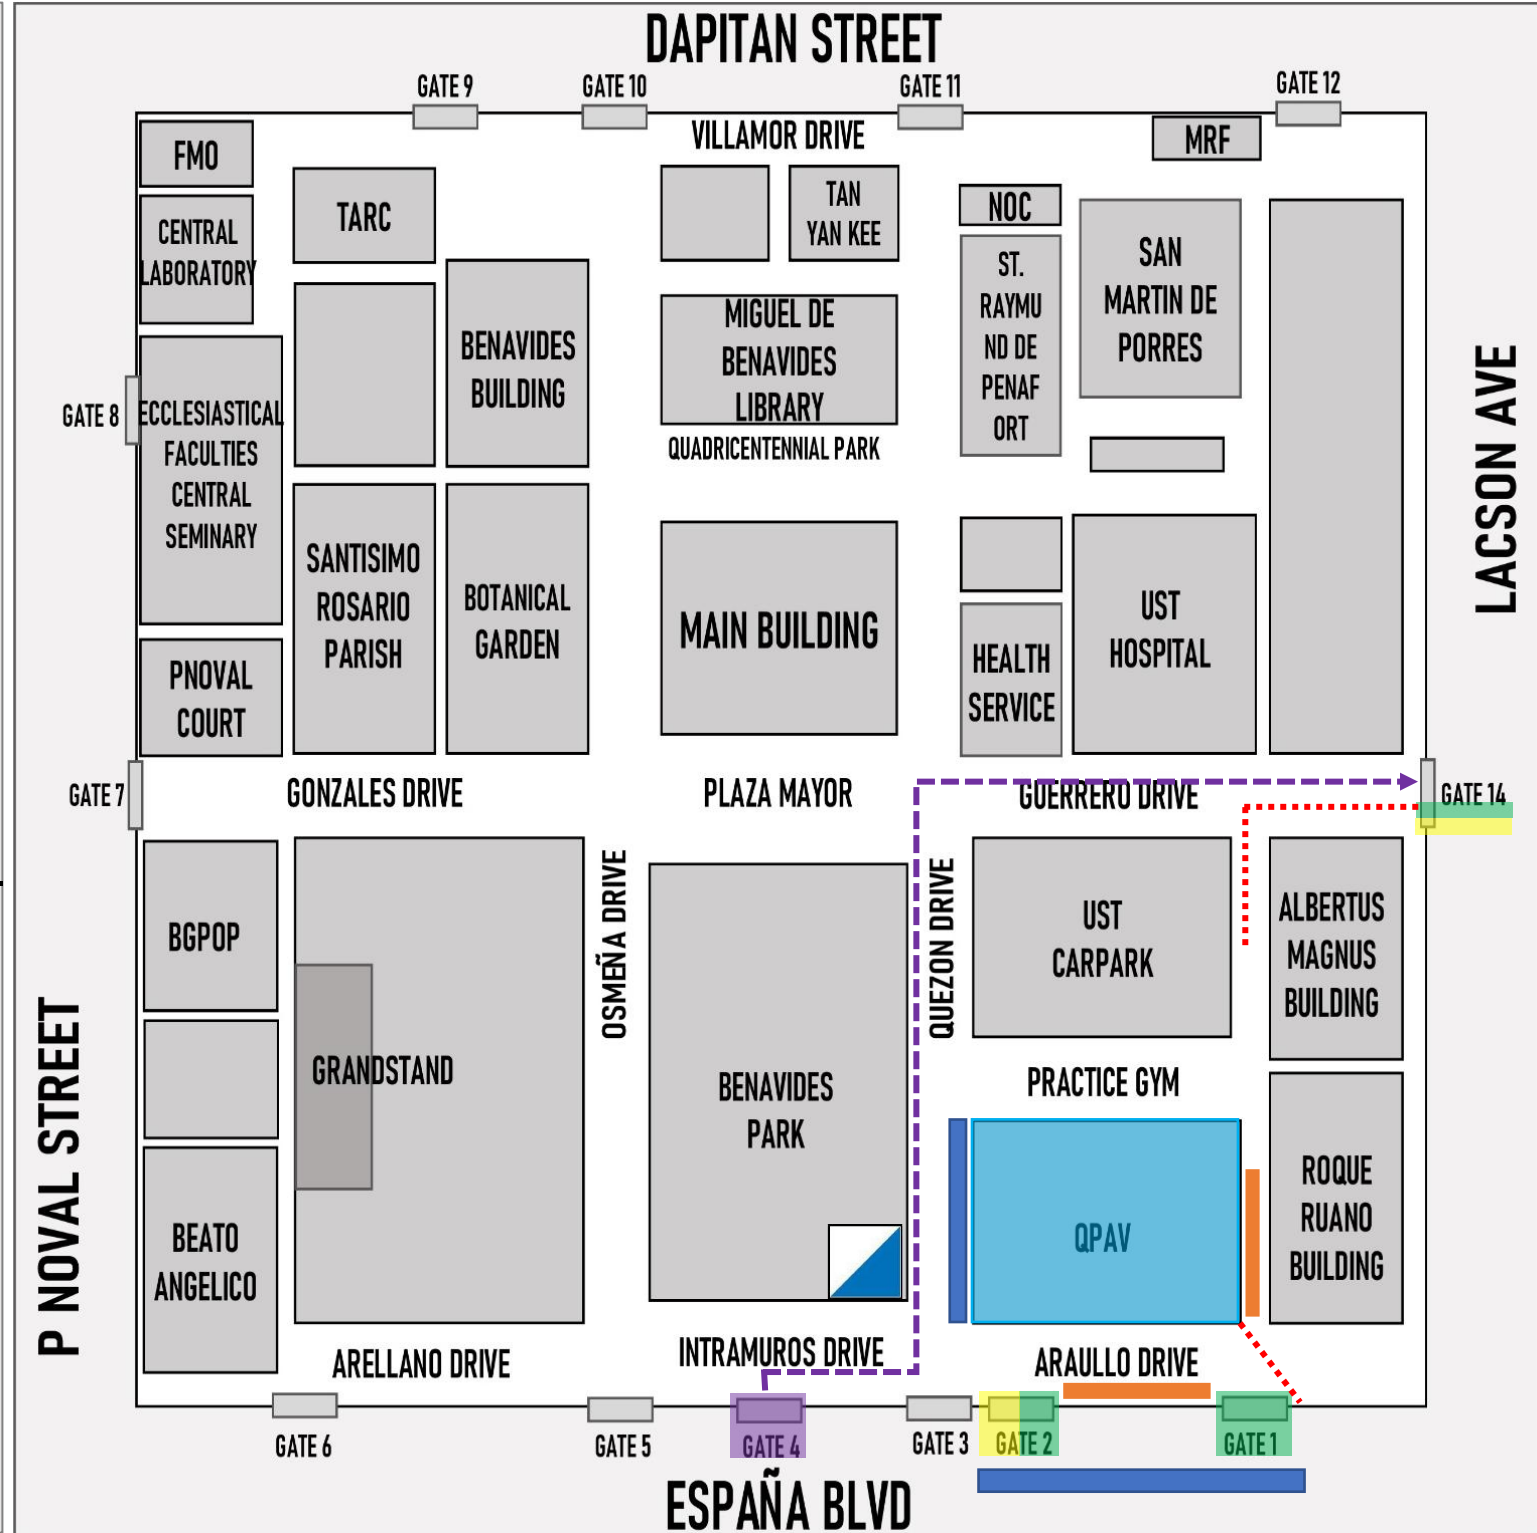 DAPITAN STREET
GATE 9
GATE 10
GATE 11
GATE 12
VILLAMOR DRIVE
MRF
FMO
TARC
TAN
YAN KEE
NOC
CENTRAL
LABORATORY
ST.
RAYMU
ND DE
PENAF
ORT
SAN
MARTIN DE
PORRES
BENAVIDES
BUILDING
MIGUEL DE
BENAVIDES
LIBRARY
QUADRICENTENNIAL PARK
GATE 8
ECCLESIASTICAL
FACULTIES
CENTRAL
SEMINARY
LACSON AVE
SANTISIMO
ROSARIO
PARISH
BOTANICAL
GARDEN
MAIN BUILDING
HEALTH
SERVICE
UST
HOSPITAL
PNOVAL
COURT
GATE 7
GONZALES DRIVE
PLAZA MAYOR
GUERRERO DRIVE
GATE 14
BGPOP
OSMEÑA DRIVE
QUEZON DRIVE
UST
CARPARK
ALBERTUS
MAGNUS
BUILDING
P NOVAL STREET
GRANDSTAND
BENAVIDES
PARK
PRACTICE GYM
BEATO
ANGELICO
QPAV
ROQUE
RUANO
BUILDING
ARELLANO DRIVE
INTRAMUROS DRIVE
ARAULLO DRIVE
GATE 6
GATE 5
GATE 4
GATE 3
GATE 2
GATE 1
ESPAÑA BLVD